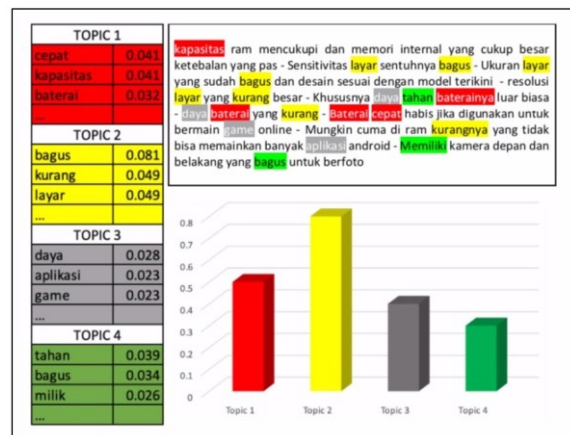 TOPIC 1
cepat 0.041
kapasitas 0.041
baterai 0.032
...
TOPIC 2
bagus 0.081
kurang 0.049
layar 0.049
...
TOPIC 3
daya 0.028
aplikasi 0.023
game 0.023
...
TOPIC 4
tahan 0.039
bagus 0.034
milik 0.026
...
kapasitas ram mencukupi dan memori internal yang cukup besar
ketebalan yang pas - Sensitivitas layar sentuhnya bagus - Ukuran layar
yang sudah bagus dan desain sesuai dengan model terikini - resolusi
layar yang kurang besar - Khususnya daya tahan baterainya luar biasa
- daya baterai yang kurang - Baterai cepat habis jika digunakan untuk
bermain game online - Mungkin cuma di ram kurangnya yang tidak
bisa memainkan banyak aplikasi android - Memiliki kamera depan dan
belakang yang bagus untuk berfoto
0.8
0.7
0.6
0.5
0.4
0.3
0.2
0.1
0
Topic 1 Topic 2 Topic 3 Topic 4